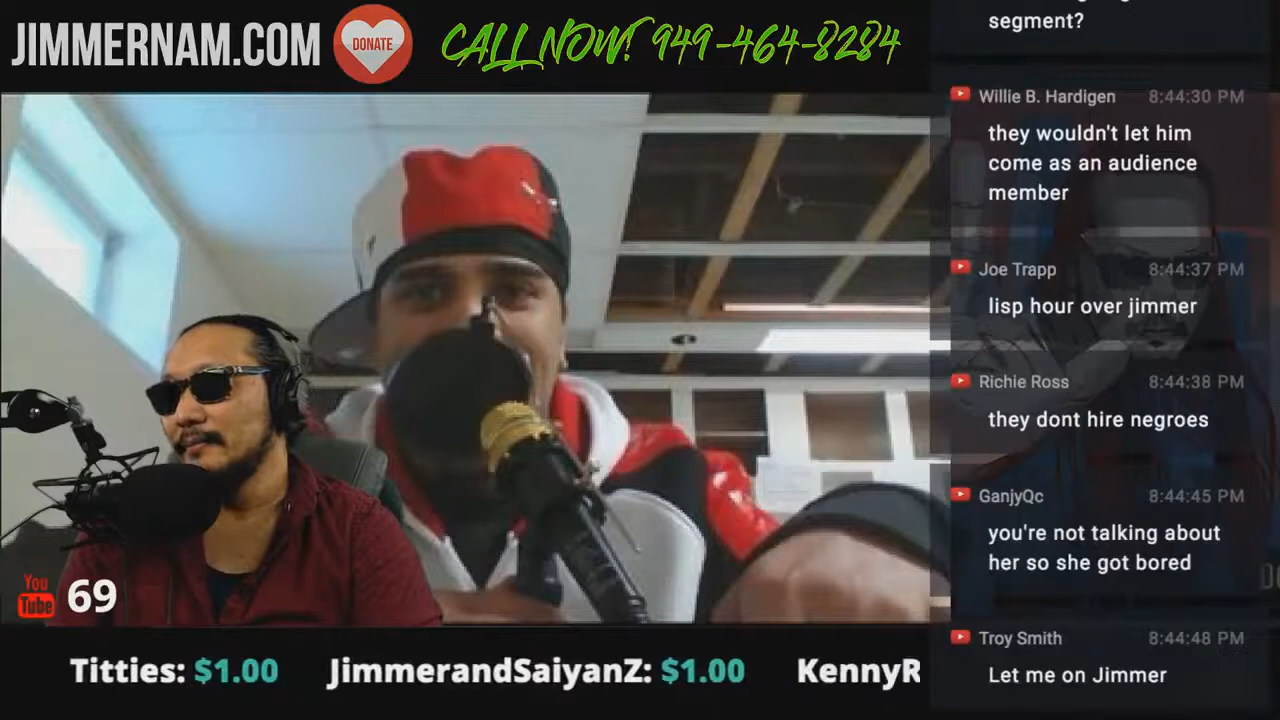 JIMMERNAM.COM
DONATE
CALL NOW! 949-464-8284
segment?
Willie B. Hardigen 8:44:30 PM
they wouldn't let him
come as an audience
member
Joe Trapp 8:44:37 PM
lisp hour over jimmer
Richie Ross 8:44:38 PM
they dont hire negroes
GanjyQc 8:44:45 PM
you're not talking about
her so she got bored
Troy Smith 8:44:48 PM
Let me on Jimmer
You
Tube
69
Titties: $1.00 JimmerandSaiyanZ: $1.00 KennyR